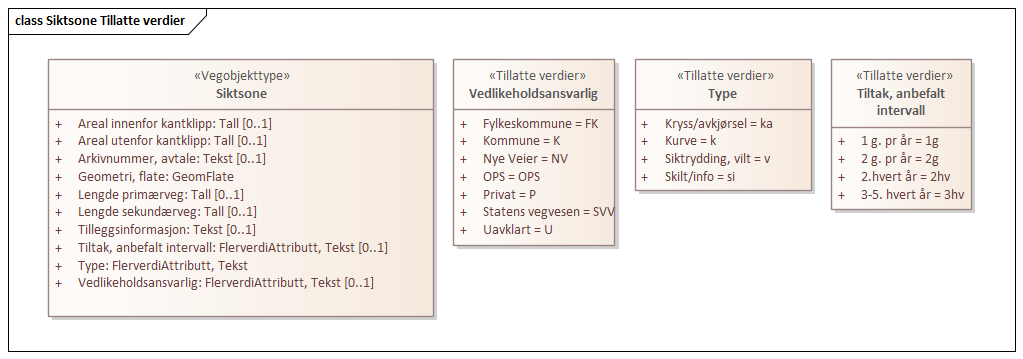 class Siktsone Tillatte verdier
«Vegobjekttype»
Siktsone
+ Areal innenfor kantklipp: Tall [0..1]
+ Areal utenfor kantklipp: Tall [0..1]
+ Arkivnummer, avtale: Tekst [0..1]
+ Geometri, flate: GeomFlate
+ Lengde primærveg: Tall [0..1]
+ Lengde sekundærveg: Tall [0..1]
+ Tilleggsinformasjon: Tekst [0..1]
+ Tiltak, anbefalt intervall: FlerverdiAttributt, Tekst [0..1]
+ Type: FlerverdiAttributt, Tekst
+ Vedlikeholdsansvarlig: FlerverdiAttributt, Tekst [0..1]
«Tillatte verdier»
Vedlikeholdsansvarlig
+ Fylkeskommune = FK
+ Kommune = K
+ Nye Veier = NV
+ OPS = OPS
+ Privat = P
+ Statens vegvesen = SVV
+ Uavklart = U
«Tillatte verdier»
Type
+ Kryss/avkjørsel = ka
+ Kurve = k
+ Siktrydding, vilt = v
+ Skilt/info = si
«Tillatte verdier»
Tiltak, anbefalt
intervall
+ 1 g. pr år = 1g
+ 2 g. pr år = 2g
+ 2.hvert år = 2hv
+ 3-5. hvert år = 3hv